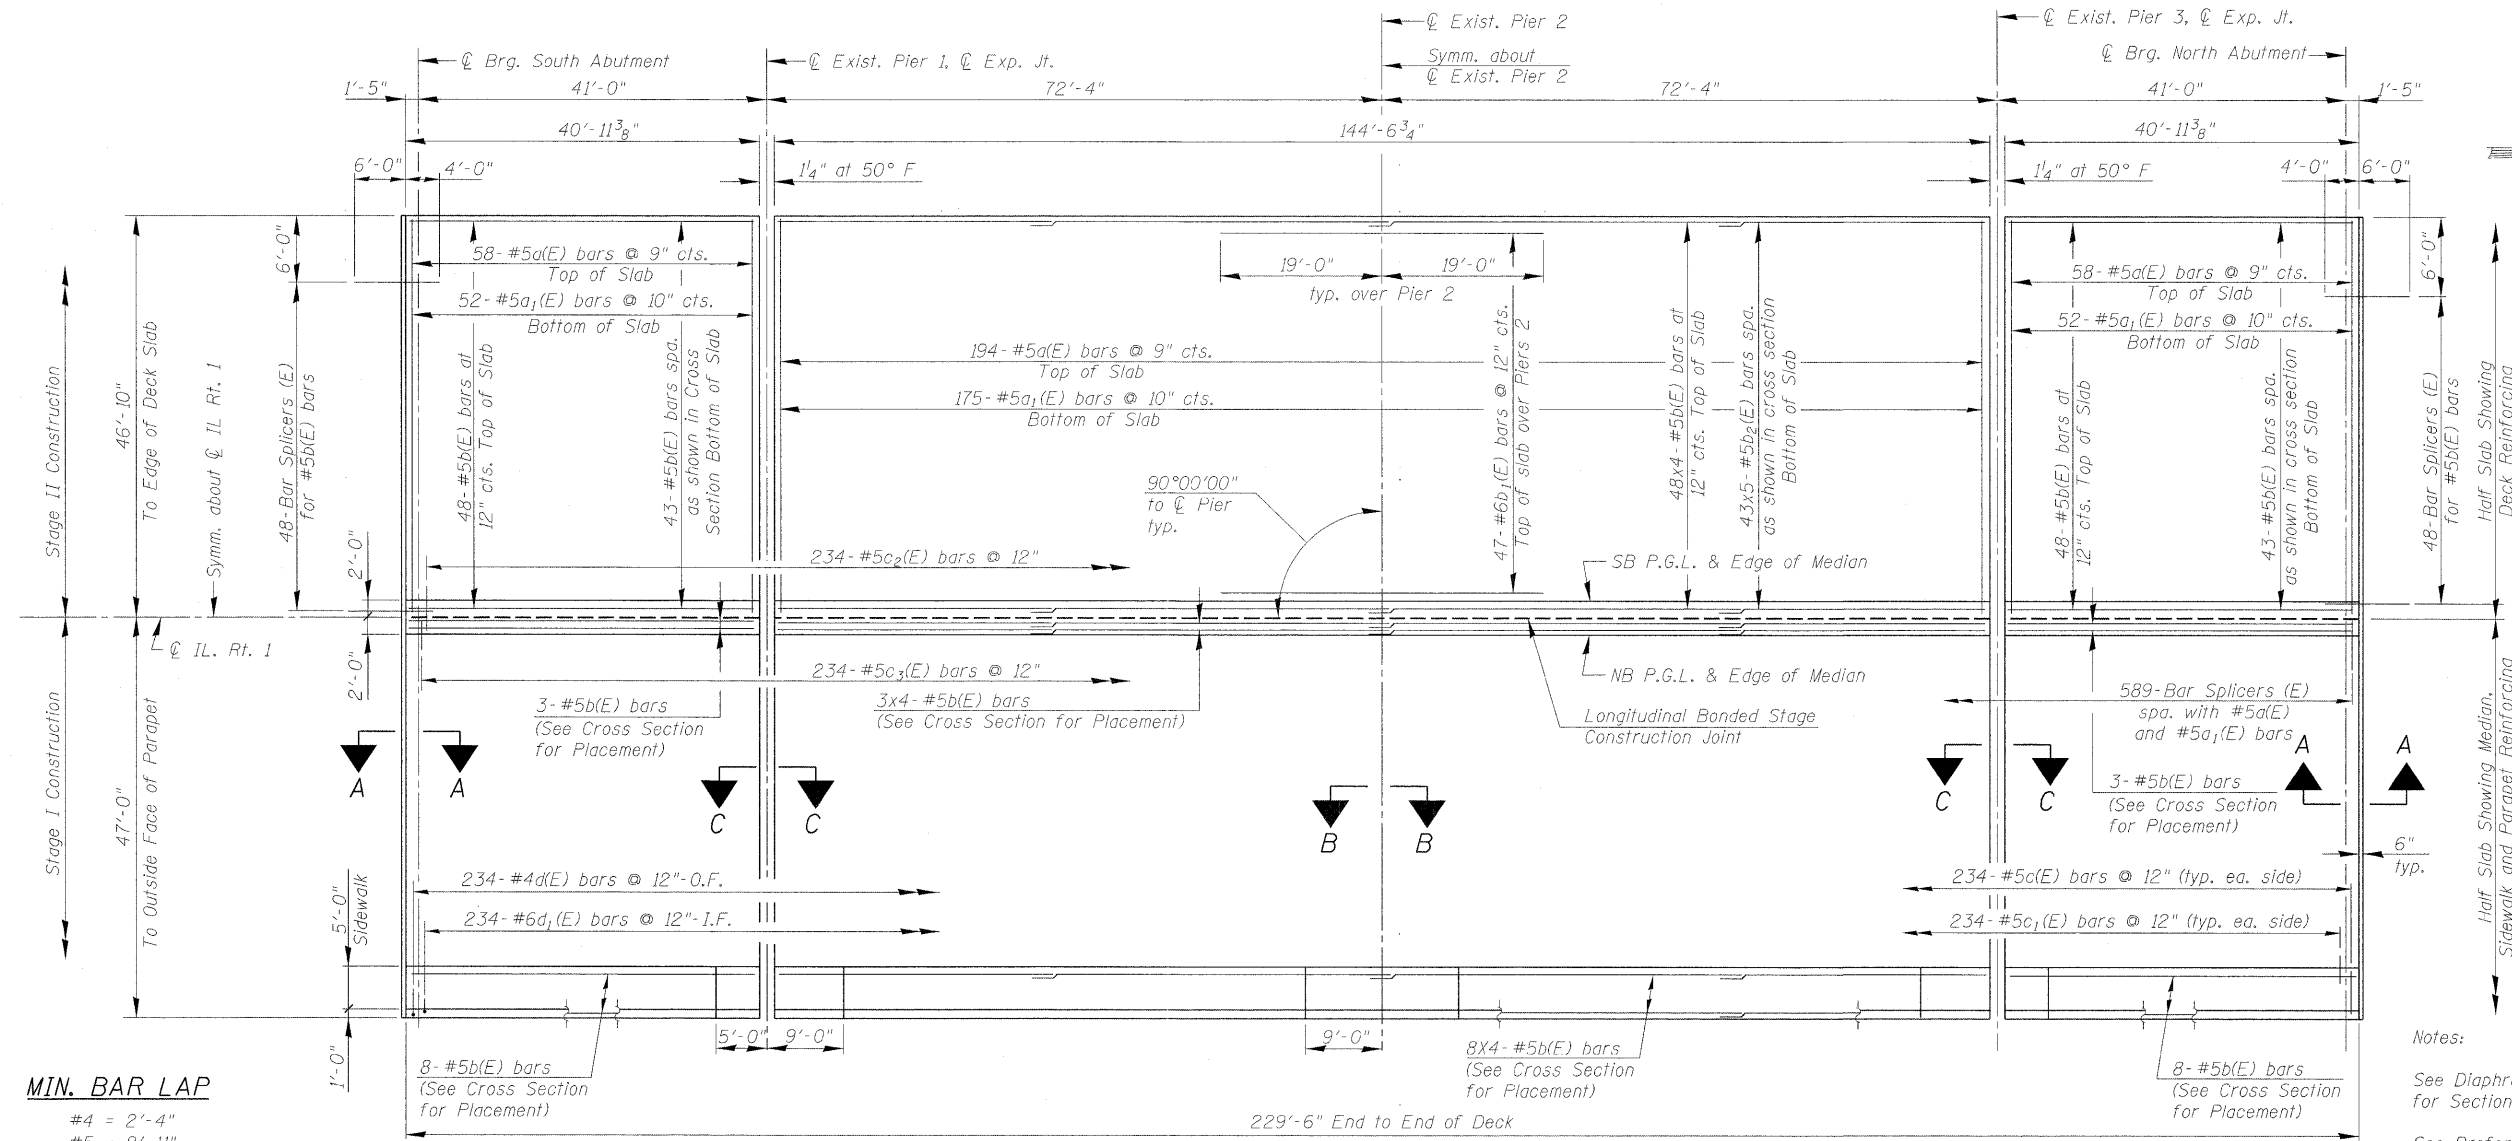 ℄ Exist. Pier 2
℄ Exist. Pier 3, ℄ Exp. Jt.
℄ Brg. South Abutment
℄ Exist. Pier 1, ℄ Exp. Jt.
Symm. about
℄ Exist. Pier 2
℄ Brg. North Abutment
1'-5"
41'-0"
72'-4"
72'-4"
41'-0"
1'-5"
40'-11 3/8"
144'-6 3/4"
40'-11 3/8"
6'-0"
4'-0"
1 1/4" at 50° F
1 1/4" at 50° F
4'-0"
6'-0"
Stage II Construction
46'-10"
To Edge of Deck Slab
Symm. about ℄ IL Rt. 1
6'-0"
48-Bar Splicers (E)
for #5b(E) bars
2'-0"
2'-0"
58-#5a(E) bars @ 9" cts.
Top of Slab
52-#5a1(E) bars @ 10" cts.
Bottom of Slab
48-#5b(E) bars at
12" cts. Top of Slab
43-#5b(E) bars spa.
as shown in Cross
Section Bottom of Slab
19'-0"
19'-0"
typ. over Pier 2
194-#5a(E) bars @ 9" cts.
Top of Slab
175-#5a1(E) bars @ 10" cts.
Bottom of Slab
90°00'00"
to ℄ Pier
typ.
47-#6b1(E) bars @ 12" cts.
Top of slab over Piers 2
48x4-#5b(E) bars at
12" cts. Top of Slab
43x5-#5b2(E) bars spa.
as shown in cross section
Bottom of Slab
58-#5a(E) bars @ 9" cts.
Top of Slab
52-#5a1(E) bars @ 10" cts.
Bottom of Slab
48-#5b(E) bars at
12" cts. Top of Slab
43-#5b(E) bars spa.
as shown in cross section
Bottom of Slab
6'-0"
48-Bar Splicers (E)
for #5b(E) bars
Half Slab Showing
Deck Reinforcing
234-#5c2(E) bars @ 12"
SB P.G.L. & Edge of Median
℄ IL. Rt. 1
234-#5c3(E) bars @ 12"
NB P.G.L. & Edge of Median
3-#5b(E) bars
(See Cross Section
for Placement)
3x4-#5b(E) bars
(See Cross Section for Placement)
Longitudinal Bonded Stage
Construction Joint
589-Bar Splicers (E)
spa. with #5a(E)
and #5a1(E) bars
3-#5b(E) bars
(See Cross Section
for Placement)
A
A
C
C
B
B
C
C
A
A
Stage I Construction
47'-0"
To Outside Face of Parapet
5'-0"
Sidewalk
1'-0"
234-#4d(E) bars @ 12"-O.F.
234-#6d1(E) bars @ 12"-I.F.
234-#5c(E) bars @ 12" (typ. ea. side)
234-#5c1(E) bars @ 12" (typ. ea. side)
6"
typ.
Half Slab Showing Median,
Sidewalk and Parapet Reinforcing
5'-0"
9'-0"
9'-0"
8-#5b(E) bars
(See Cross Section
for Placement)
8X4-#5b(E) bars
(See Cross Section
for Placement)
8-#5b(E) bars
(See Cross Section
for Placement)
229'-6" End to End of Deck
MIN. BAR LAP
#4 = 2'-4"
Notes:
See Diaphr
for Section